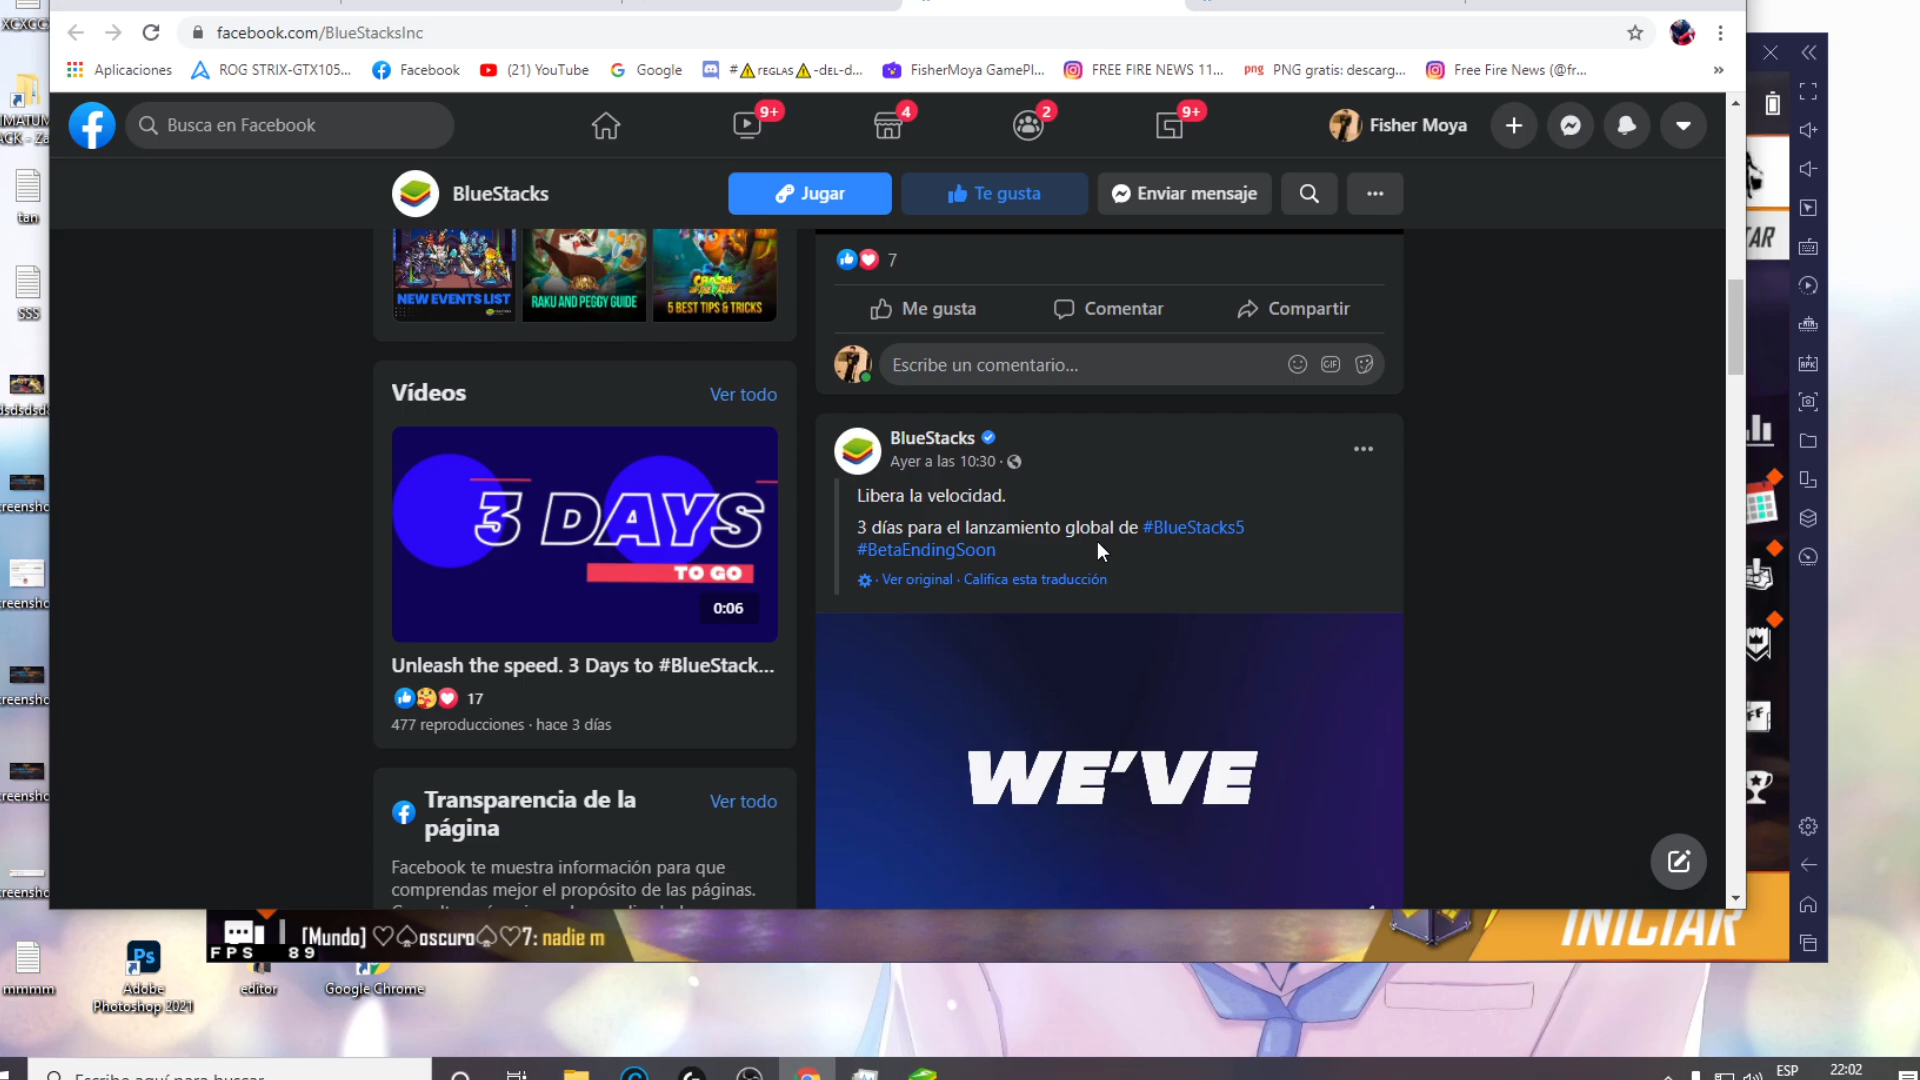 facebook.com/BlueStacksInc
Aplicaciones
ROG STRIX-GTX105...
Facebook
(21) YouTube
Google
#⚠REGLAS⚠-DEL-d...
FisherMoya GamePl...
FREE FIRE NEWS 11...
png PNG gratis: descarg...
Free Fire News (@fr...
»
Busca en Facebook
9+
4
2
9+
Fisher Moya
BlueStacks
Jugar
Te gusta
Enviar mensaje
NEW EVENTS LIST
RAKU AND PEGGY GUIDE
5 BEST TIPS & TRICKS
7
Me gusta
Comentar
Compartir
Escribe un comentario...
GIF
Vídeos
Ver todo
3 DAYS
TO GO
0:06
Unleash the speed. 3 Days to #BlueStack...
17
477 reproducciones · hace 3 días
BlueStacks
Ayer a las 10:30 ·
Libera la velocidad.
3 días para el lanzamiento global de #BlueStacks5
#BetaEndingSoon
· Ver original · Califica esta traducción
WE'VE
Transparencia de la
página
Ver todo
Facebook te muestra información para que
comprendas mejor el propósito de las páginas.
XCXCC
tan
sss
mmmm
Ps
Adobe
Photoshop 2021
editor
Google Chrome
[Mundo] ♡♤oscuro♤♡7: nadie m
FPS 89
INICIAR
Escribe aquí para buscar
ESP
22:02